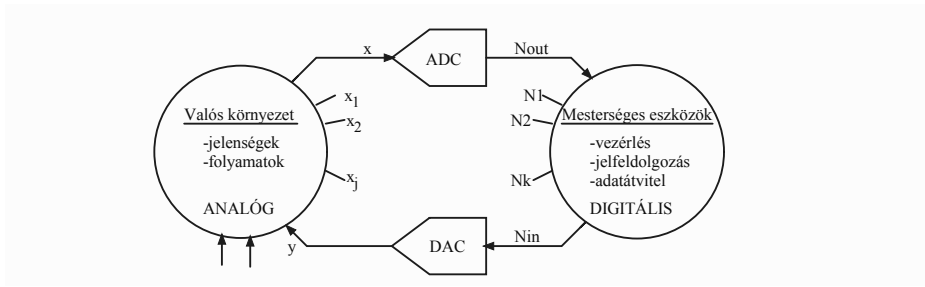 x
ADC
Nout
Valós környezet
-jelenségek
-folyamatok
ANALÓG
x1
x2
xj
N1
N2
Nk
Mesterséges eszközök
-vezérlés
-jelfeldolgozás
-adatátvitel
DIGITÁLIS
y
DAC
Nin